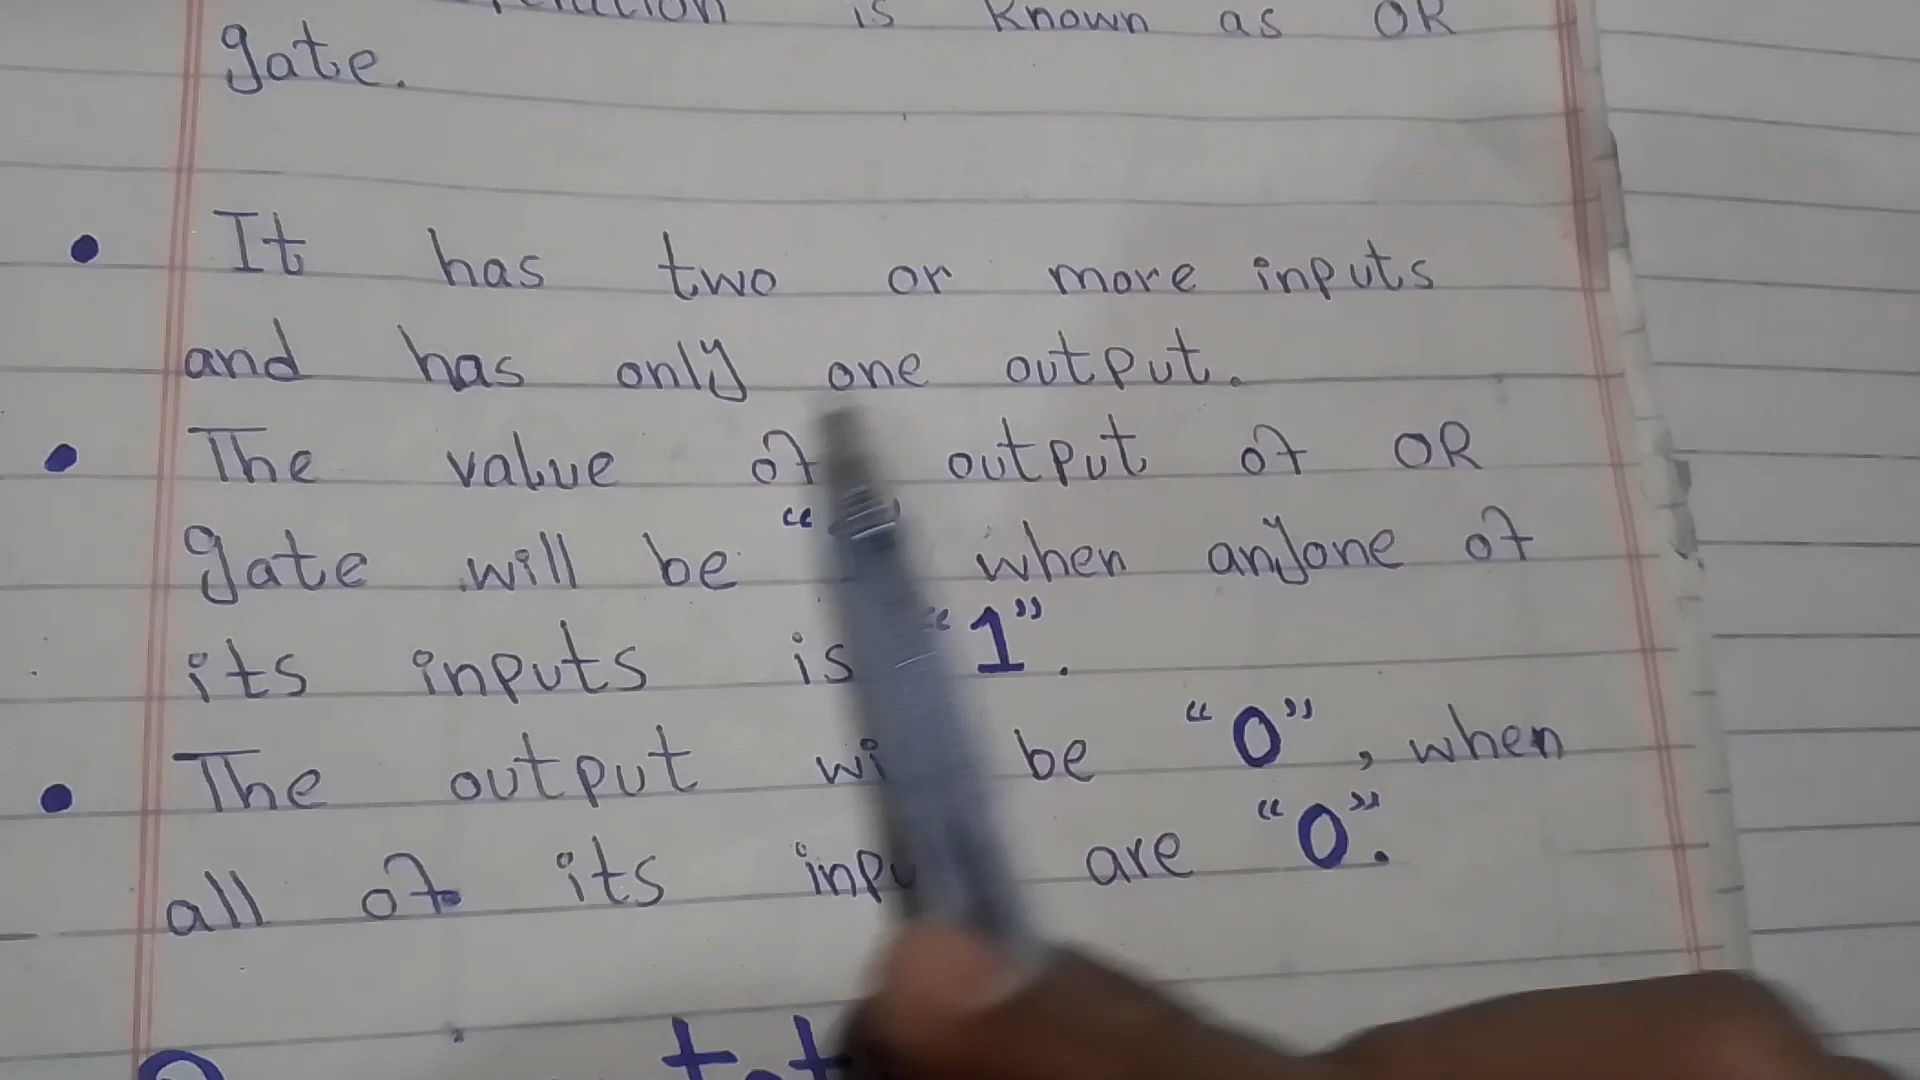 is known as OR
gate.
It has two or more inputs
and has only one output.
The value of output of OR
gate will be when anyone of
its inputs is "1".
The output be "0", when
all of its are "0".